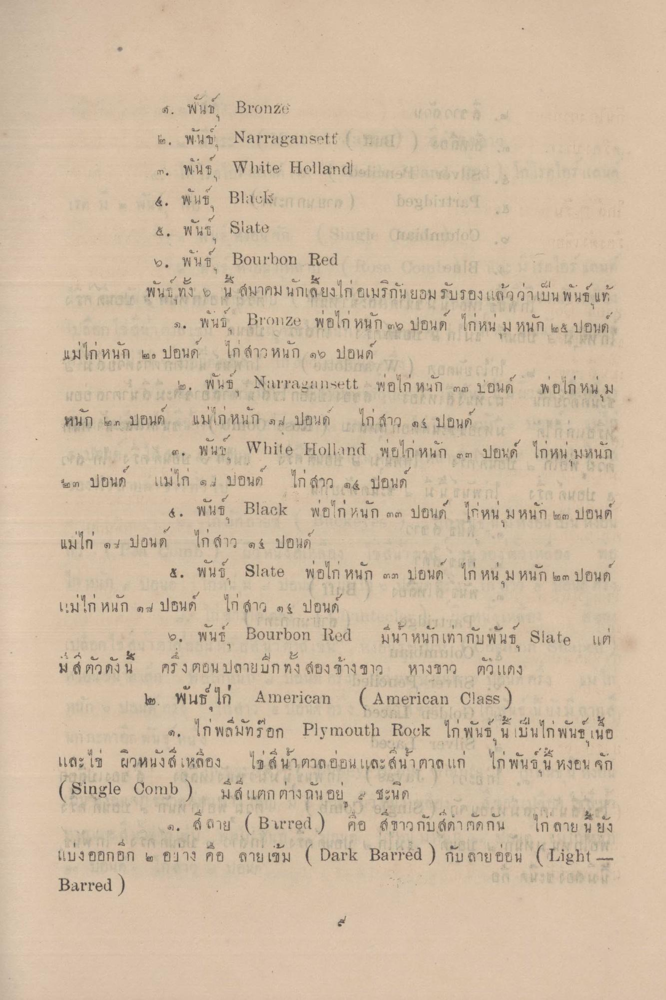 ๑. พันธุ์ Bronze
๒. พันธุ์ Narragansett
๓. พันธุ์ White Holland
๔. พันธุ์ Black
๕. พันธุ์ Slate
๖. พันธุ์ Bourbon Red
พันธุ์ทั้ง ๖ นี้ สมาคมนักเลี้ยงไก่อเมริกันยอมรับรองแล้วว่าเป็นพันธุ์แท้
๑. พันธุ์ Bronze พ่อไก่หนัก ๓๖ ปอนด์ ไก่หนุ่มหนัก ๒๕ ปอนด์
แม่ไก่หนัก ๒๐ ปอนด์ ไก่สาวหนัก ๑๖ ปอนด์
๒. พันธุ์ Narragansett พ่อไก่หนัก ๓๓ ปอนด์ พ่อไก่หนุ่ม
หนัก ๒๓ ปอนด์ แม่ไก่หนัก ๑๘ ปอนด์ ไก่สาว ๑๔ ปอนด์
๓. พันธุ์ White Holland พ่อไก่หนัก ๓๓ ปอนด์ ไก่หนุ่มหนัก
๒๓ ปอนด์ แม่ไก่ ๑๘ ปอนด์ ไก่สาว ๑๔ ปอนด์
๔. พันธุ์ Black พ่อไก่หนัก ๓๓ ปอนด์ ไก่หนุ่มหนัก ๒๓ ปอนด์
แม่ไก่ ๑๘ ปอนด์ ไก่สาว ๑๔ ปอนด์
๕. พันธุ์ Slate พ่อไก่หนัก ๓๓ ปอนด์ ไก่หนุ่มหนัก ๒๓ ปอนด์
แม่ไก่หนัก ๑๘ ปอนด์ ไก่สาว ๑๔ ปอนด์
๖. พันธุ์ Bourbon Red มีน้ำหนักเท่ากับพันธุ์ Slate แต่
มีสีตัวดังนี้ ครึ่งตอนปลายปีกทั้งสองข้างขาว หางขาว ตัวแดง
๒. พันธุ์ไก่ American (American Class)
๑. ไก่พลีมัทร๊อก Plymouth Rock ไก่พันธุ์นี้เป็นไก่พันธุ์เนื้อ
และไข่ ผิวหนังสีเหลือง ไข่สีน้ำตาลอ่อนและสีน้ำตาลแก่ ไก่พันธุ์นี้หงอนจัก
(Single Comb) มีสีแตกต่างกันอยู่ ๙ ชะนิด
๑. สีลาย (Barred) คือ สีขาวกับสีดำตัดกัน ไก่ลายนี้ยัง
แบ่งออกอีก ๒ อย่าง คือ ลายเข้ม (Dark Barred) กับลายอ่อน (Light —
Barred)
๙